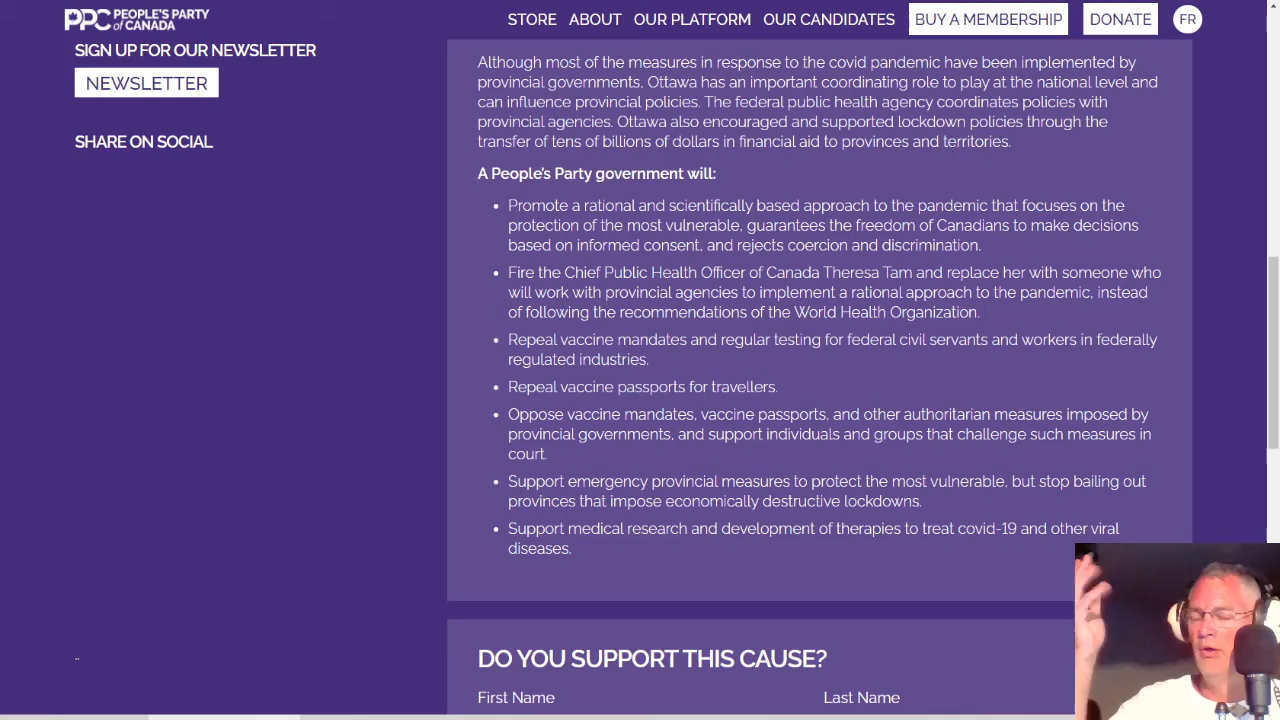 PPC PEOPLE'S PARTY of CANADA
STORE ABOUT OUR PLATFORM OUR CANDIDATES BUY A MEMBERSHIP DONATE FR
SIGN UP FOR OUR NEWSLETTER
NEWSLETTER
SHARE ON SOCIAL
Although most of the measures in response to the covid pandemic have been implemented by
provincial governments, Ottawa has an important coordinating role to play at the national level and
can influence provincial policies. The federal public health agency coordinates policies with
provincial agencies. Ottawa also encouraged and supported lockdown policies through the
transfer of tens of billions of dollars in financial aid to provinces and territories.
A People's Party government will:
• Promote a rational and scientifically based approach to the pandemic that focuses on the
protection of the most vulnerable, guarantees the freedom of Canadians to make decisions
based on informed consent, and rejects coercion and discrimination.
• Fire the Chief Public Health Officer of Canada Theresa Tam and replace her with someone who
will work with provincial agencies to implement a rational approach to the pandemic, instead
of following the recommendations of the World Health Organization.
• Repeal vaccine mandates and regular testing for federal civil servants and workers in federally
regulated industries.
• Repeal vaccine passports for travellers.
• Oppose vaccine mandates, vaccine passports, and other authoritarian measures imposed by
provincial governments, and support individuals and groups that challenge such measures in
court.
• Support emergency provincial measures to protect the most vulnerable, but stop bailing out
provinces that impose economically destructive lockdowns.
• Support medical research and development of therapies to treat covid-19 and other viral
diseases.
DO YOU SUPPORT THIS CAUSE?
First Name Last Name